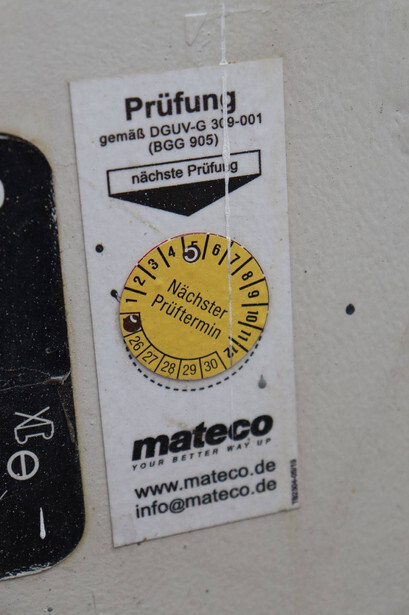 Prüfung
gemäß DGUV-G 309-001
(BGG 905)
nächste Prüfung
1 2 3 4 5 6 7 8 9 10 11 12
Nächster
Prüftermin
26 27 28 29 30
mateco
YOUR BETTER WAY UP
www.mateco.de
info@mateco.de